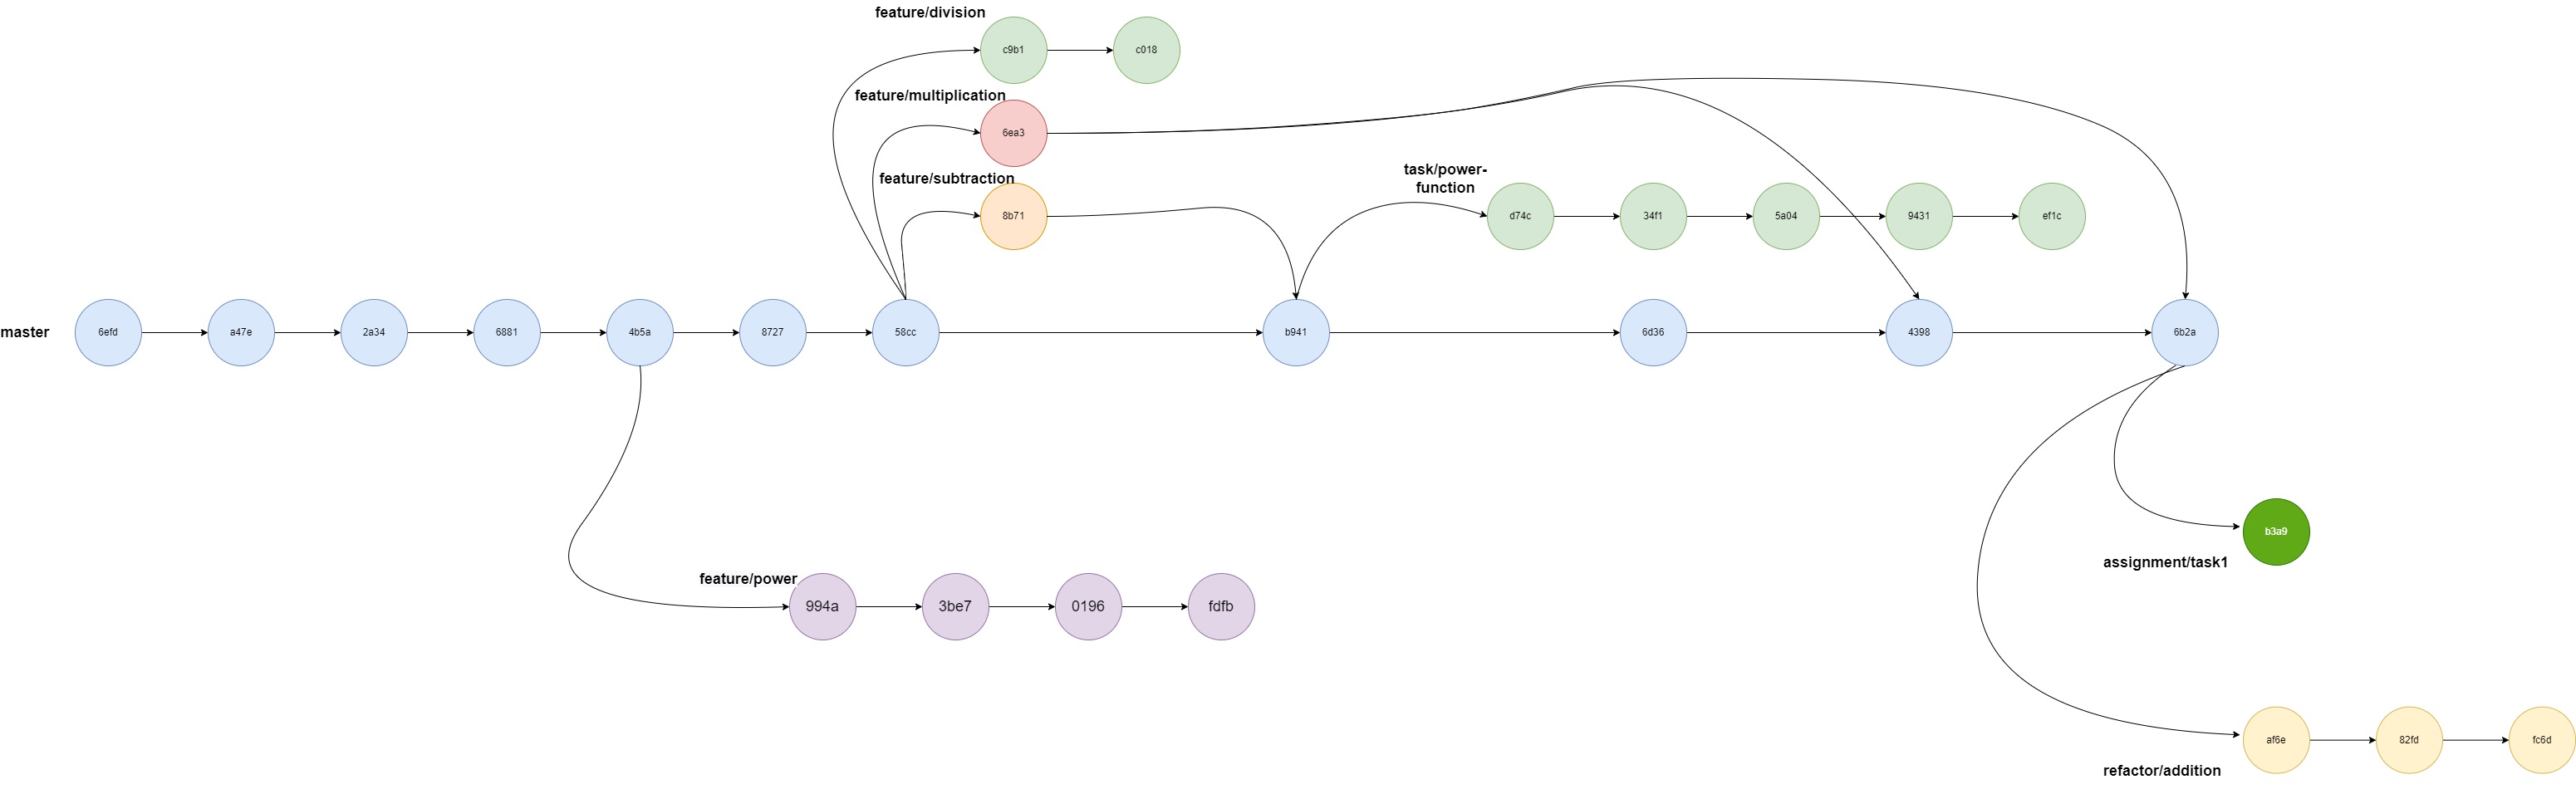 feature/division
c9b1
c018
feature/multiplication
6ea3
feature/subtraction
8b71
task/power-
function
d74c
34f1
5a04
9431
ef1c
master
6efd
a47e
2a34
6881
4b5a
8727
58cc
b941
6d36
4398
6b2a
b3a9
assignment/task1
feature/power
994a
3be7
0196
fdfb
af6e
82fd
fc6d
refactor/addition